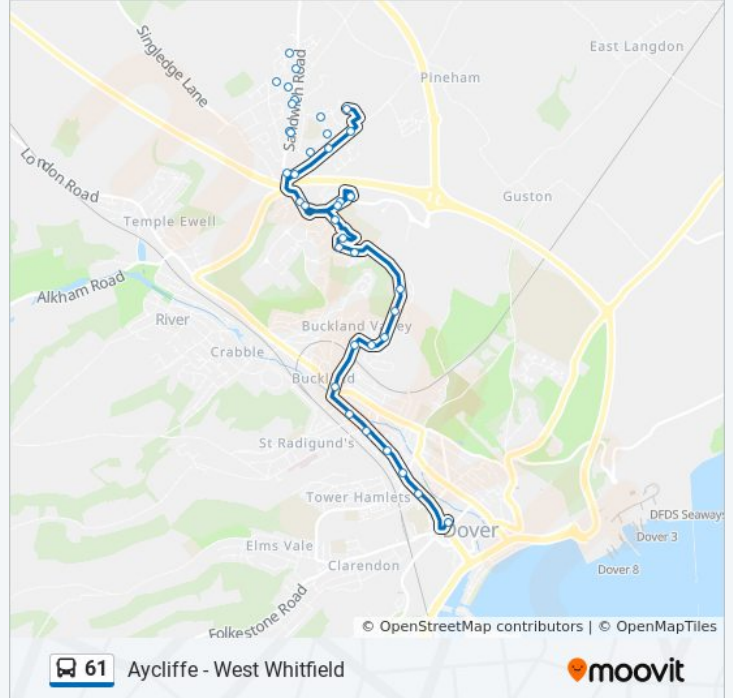 East Langdon
Singledge Lane
Pineham
Sandwich Road
London Road
Guston
Temple Ewell
Alkham Road
River
Buckland Valley
Crabble
Buckland
St Radigund's
Tower Hamlets
Dover
DFDS Seaways
Dover 3
Elms Vale
Clarendon
Dover 8
Folkestone Road
© OpenStreetMap contributors | © OpenMapTiles
61 Aycliffe - West Whitfield moovit